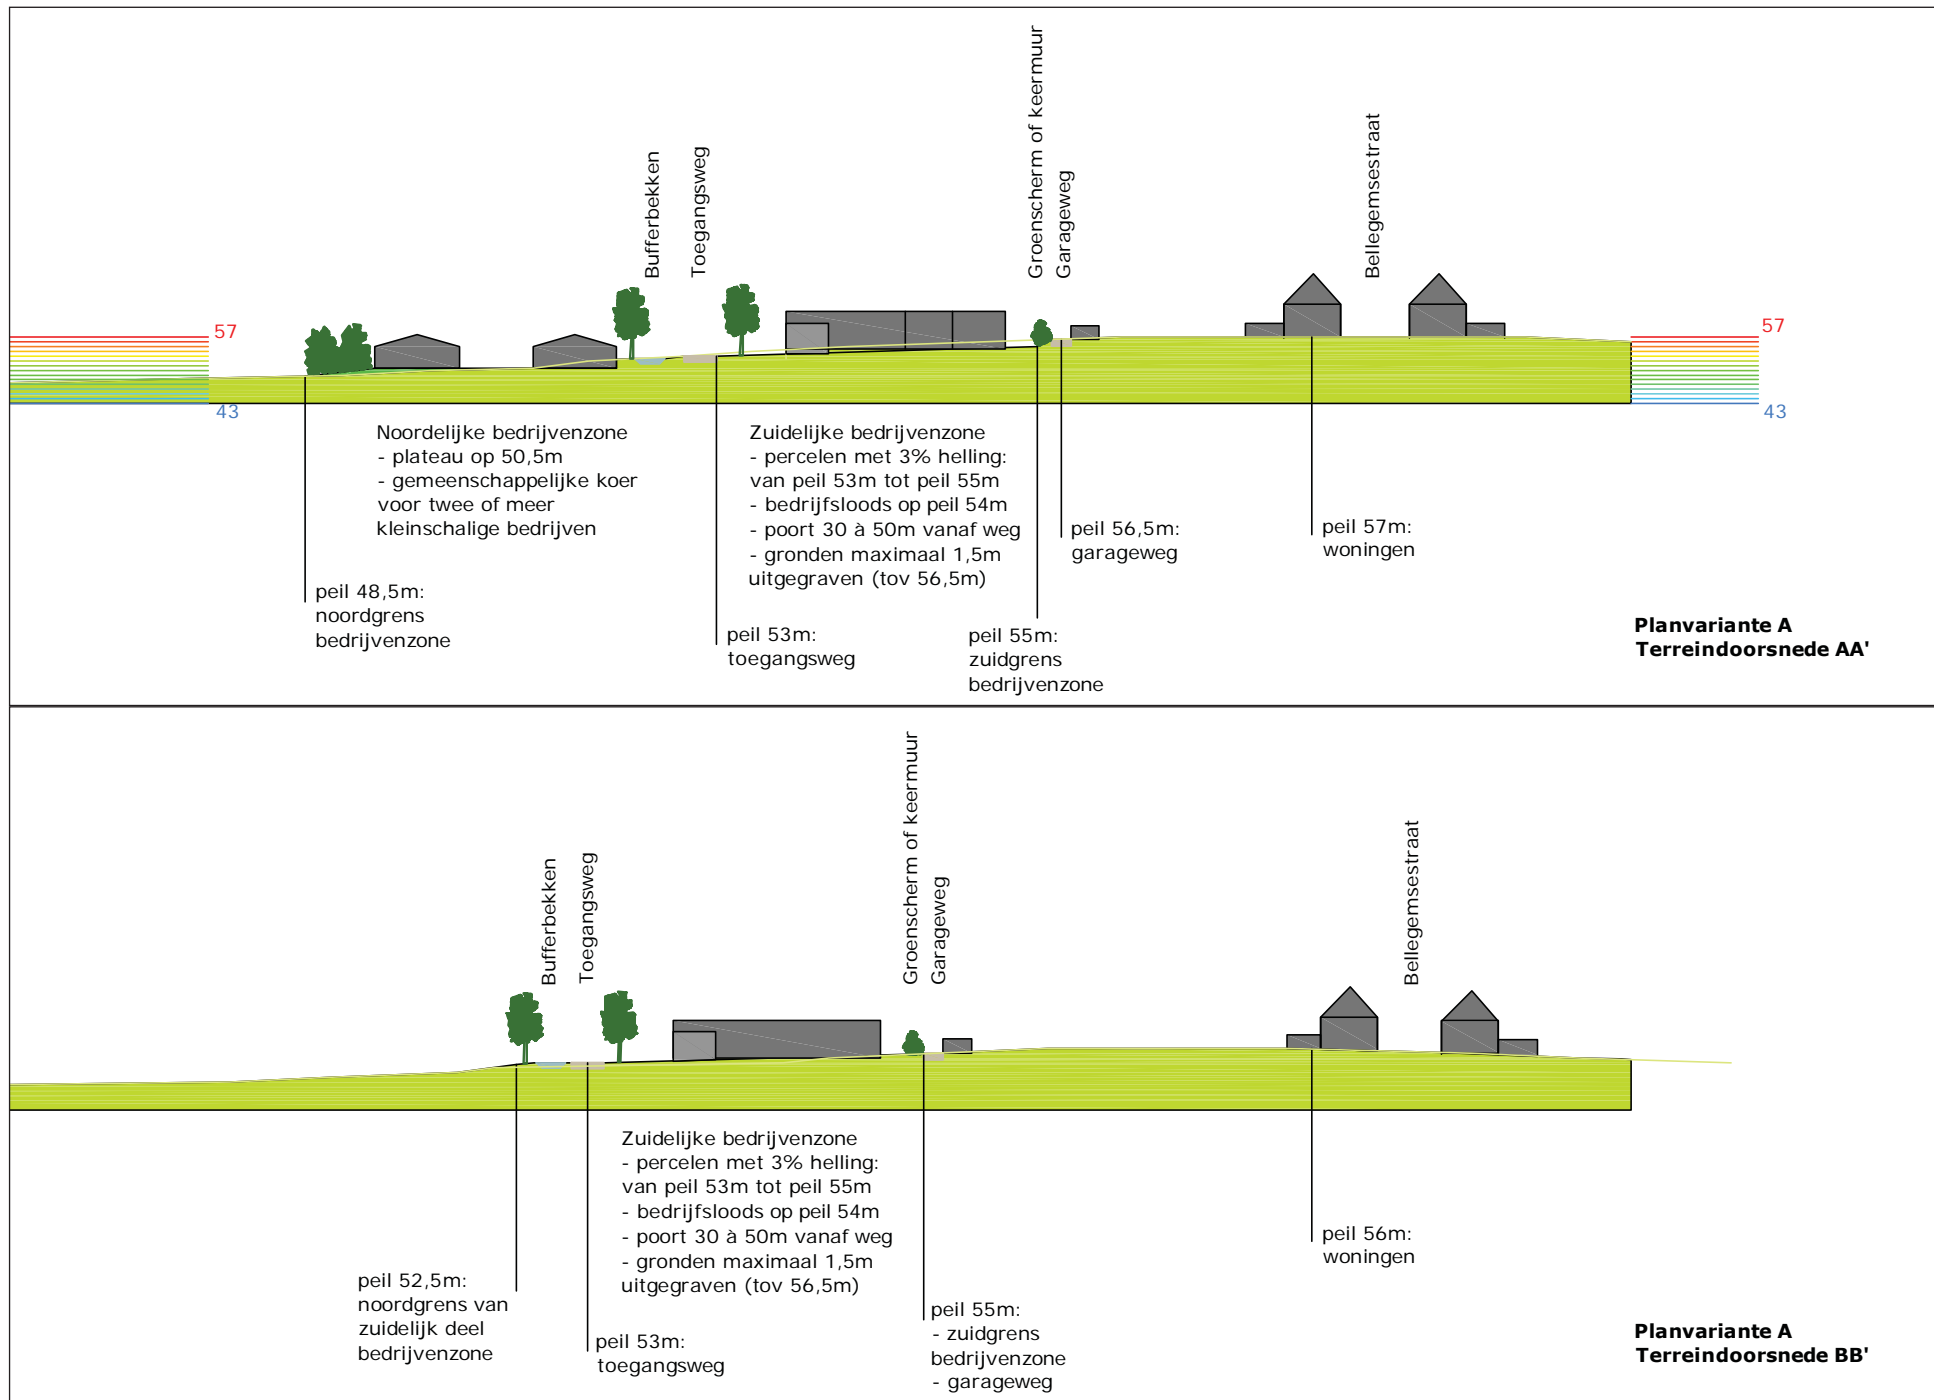 Bufferbekken
Toegangsweg
Groenscherm of keermuur
Garageweg
Bellegemsestraat
57
57
43
43
Noordelijke bedrijvenzone
- plateau op 50,5m
- gemeenschappelijke koer
voor twee of meer
kleinschalige bedrijven
Zuidelijke bedrijvenzone
- percelen met 3% helling:
van peil 53m tot peil 55m
- bedrijfsloods op peil 54m
- poort 30 à 50m vanaf weg
- gronden maximaal 1,5m
uitgegraven (tov 56,5m)
peil 56,5m:
garageweg
peil 57m:
woningen
peil 48,5m:
noordgrens
bedrijvenzone
peil 53m:
toegangsweg
peil 55m:
zuidgrens
bedrijvenzone
Planvariante A
Terreindoorsnede AA'
Bufferbekken
Toegangsweg
Groenscherm of keermuur
Garageweg
Bellegemsestraat
Zuidelijke bedrijvenzone
- percelen met 3% helling:
van peil 53m tot peil 55m
- bedrijfsloods op peil 54m
- poort 30 à 50m vanaf weg
- gronden maximaal 1,5m
uitgegraven (tov 56,5m)
peil 56m:
woningen
peil 52,5m:
noordgrens van
zuidelijk deel
bedrijvenzone
peil 53m:
toegangsweg
peil 55m:
- zuidgrens
bedrijvenzone
- garageweg
Planvariante A
Terreindoorsnede BB'